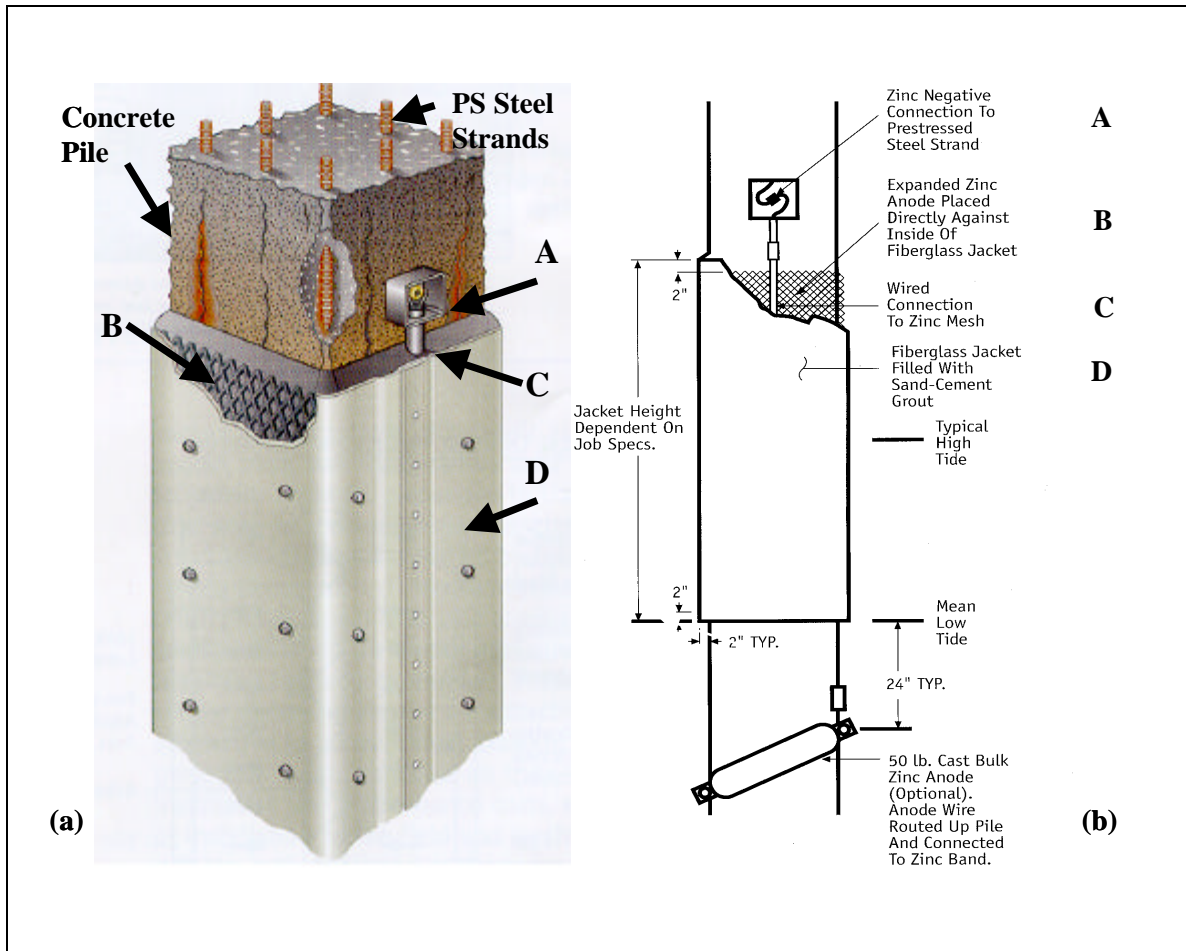 Concrete
Pile
PS Steel
Strands
A
B
C
D
(a)
Zinc Negative
Connection To
Prestressed
Steel Strand
A
Expanded Zinc
Anode Placed
Directly Against
Inside Of
Fiberglass Jacket
B
Wired
Connection
To Zinc Mesh
C
Fiberglass Jacket
Filled With
Sand-Cement
Grout
D
2"
Jacket Height
Dependent On
Job Specs.
Typical
High
Tide
2"
2" TYP.
Mean
Low
Tide
24" TYP.
50 lb. Cast Bulk
Zinc Anode
(Optional).
Anode Wire
Routed Up Pile
And Connected
To Zinc Band.
(b)